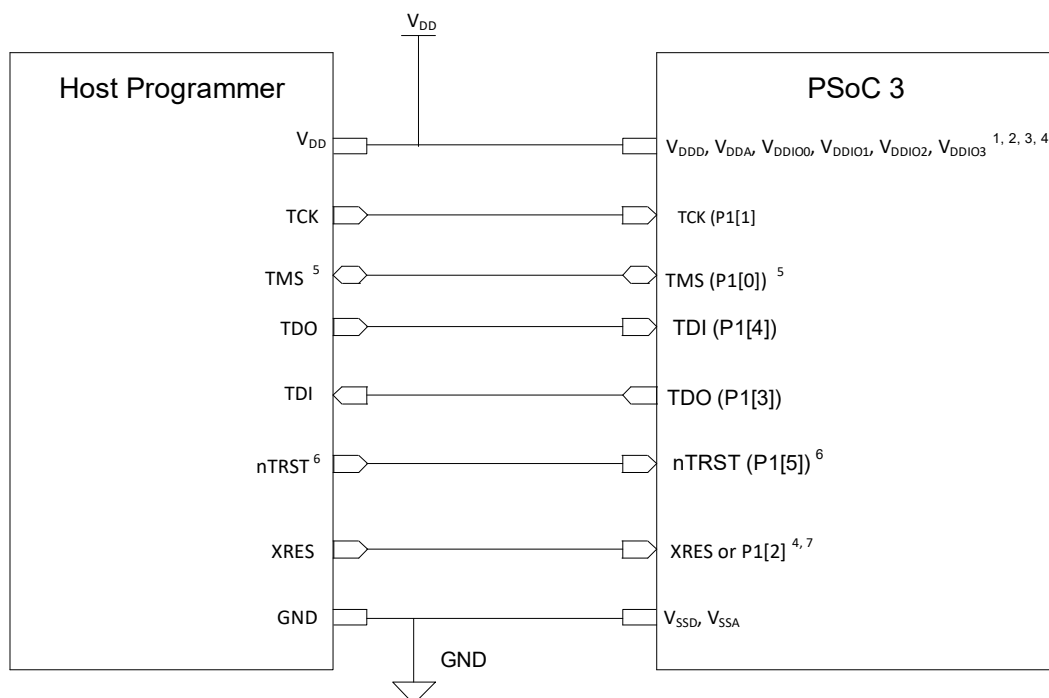 V_DD
Host Programmer
PSoC 3
V_DD
V_DDD, V_DDA, V_DDIO0, V_DDIO1, V_DDIO2, V_DDIO3 1, 2, 3, 4
TCK
TCK (P1[1]
TMS 5
TMS (P1[0]) 5
TDO
TDI (P1[4])
TDI
TDO (P1[3])
nTRST 6
nTRST (P1[5]) 6
XRES
XRES or P1[2] 4, 7
GND
V_SSD, V_SSA
GND